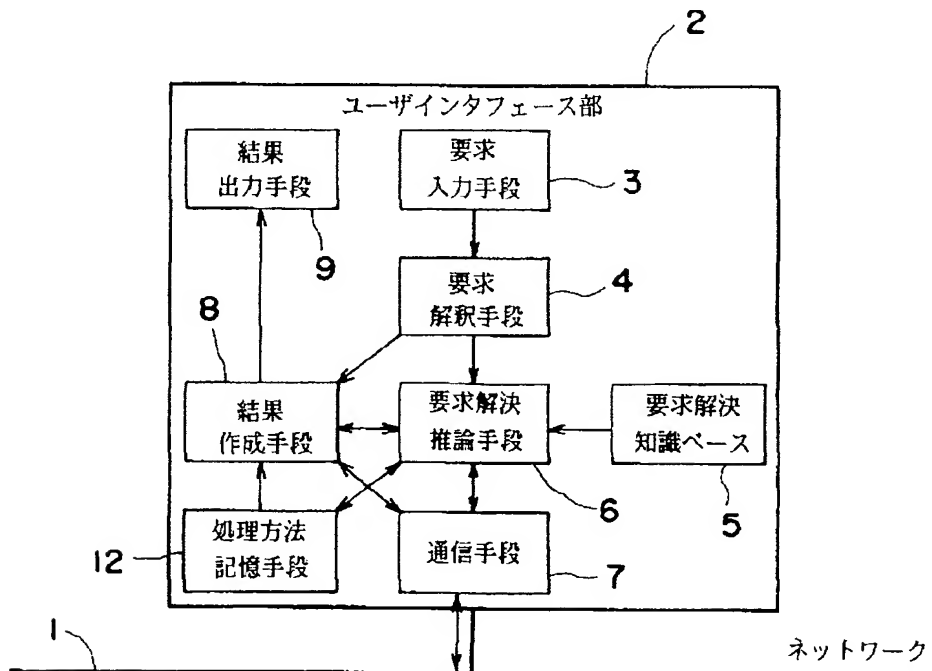 2
ユーザインタフェース部
結果
出力手段
9
要求
入力手段
3
要求
解釈手段
4
8
結果
作成手段
要求解決
推論手段
6
要求解決
知識ベース
5
12
処理方法
記憶手段
通信手段
7
1
ネットワーク